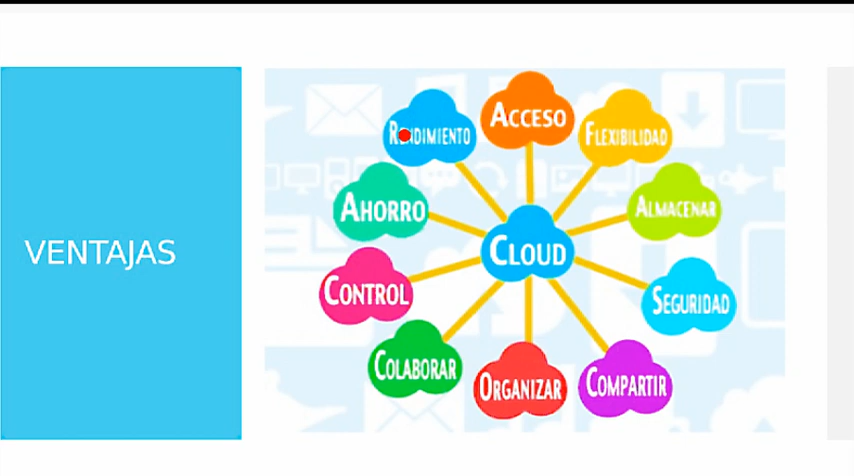 VENTAJAS
ACCESO
RENDIMIENTO
FLEXIBILIDAD
AHORRO
ALMACENAR
CLOUD
CONTROL
SEGURIDAD
COLABORAR
ORGANIZAR
COMPARTIR